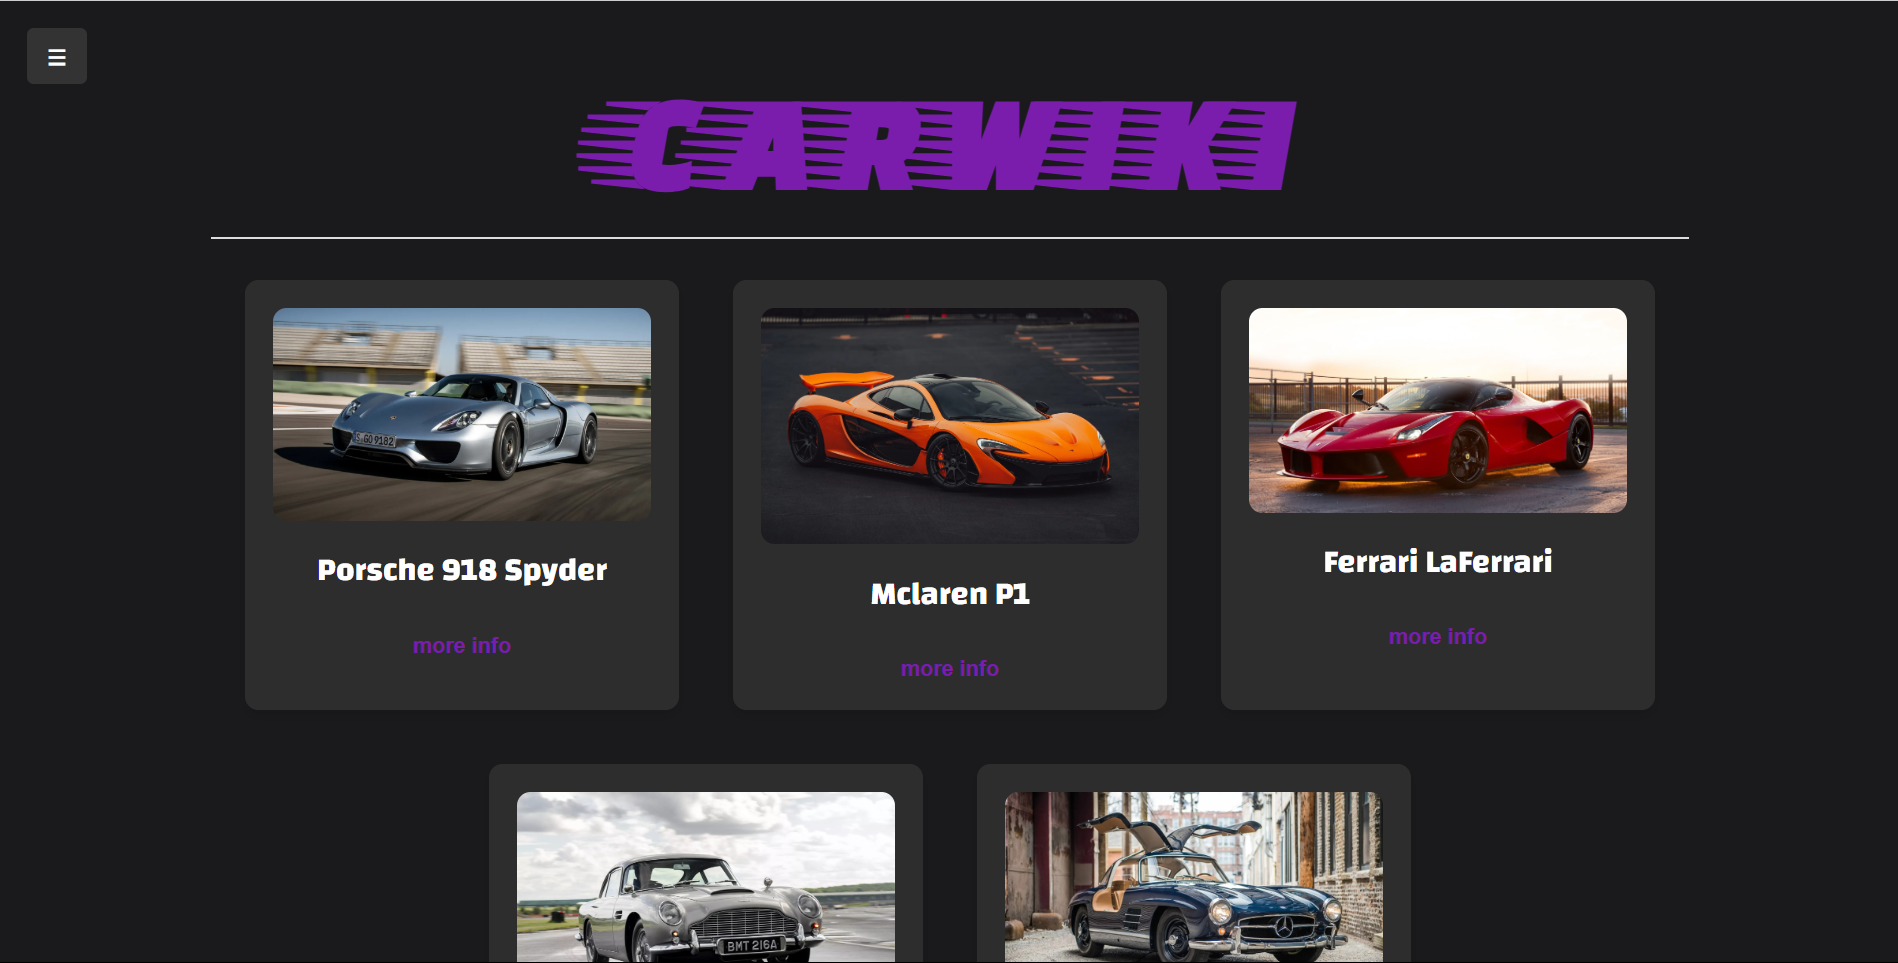 CARWIKI
S·GO 9182
Porsche 918 Spyder
more info
Mclaren P1
more info
Ferrari LaFerrari
more info
BMT 216A